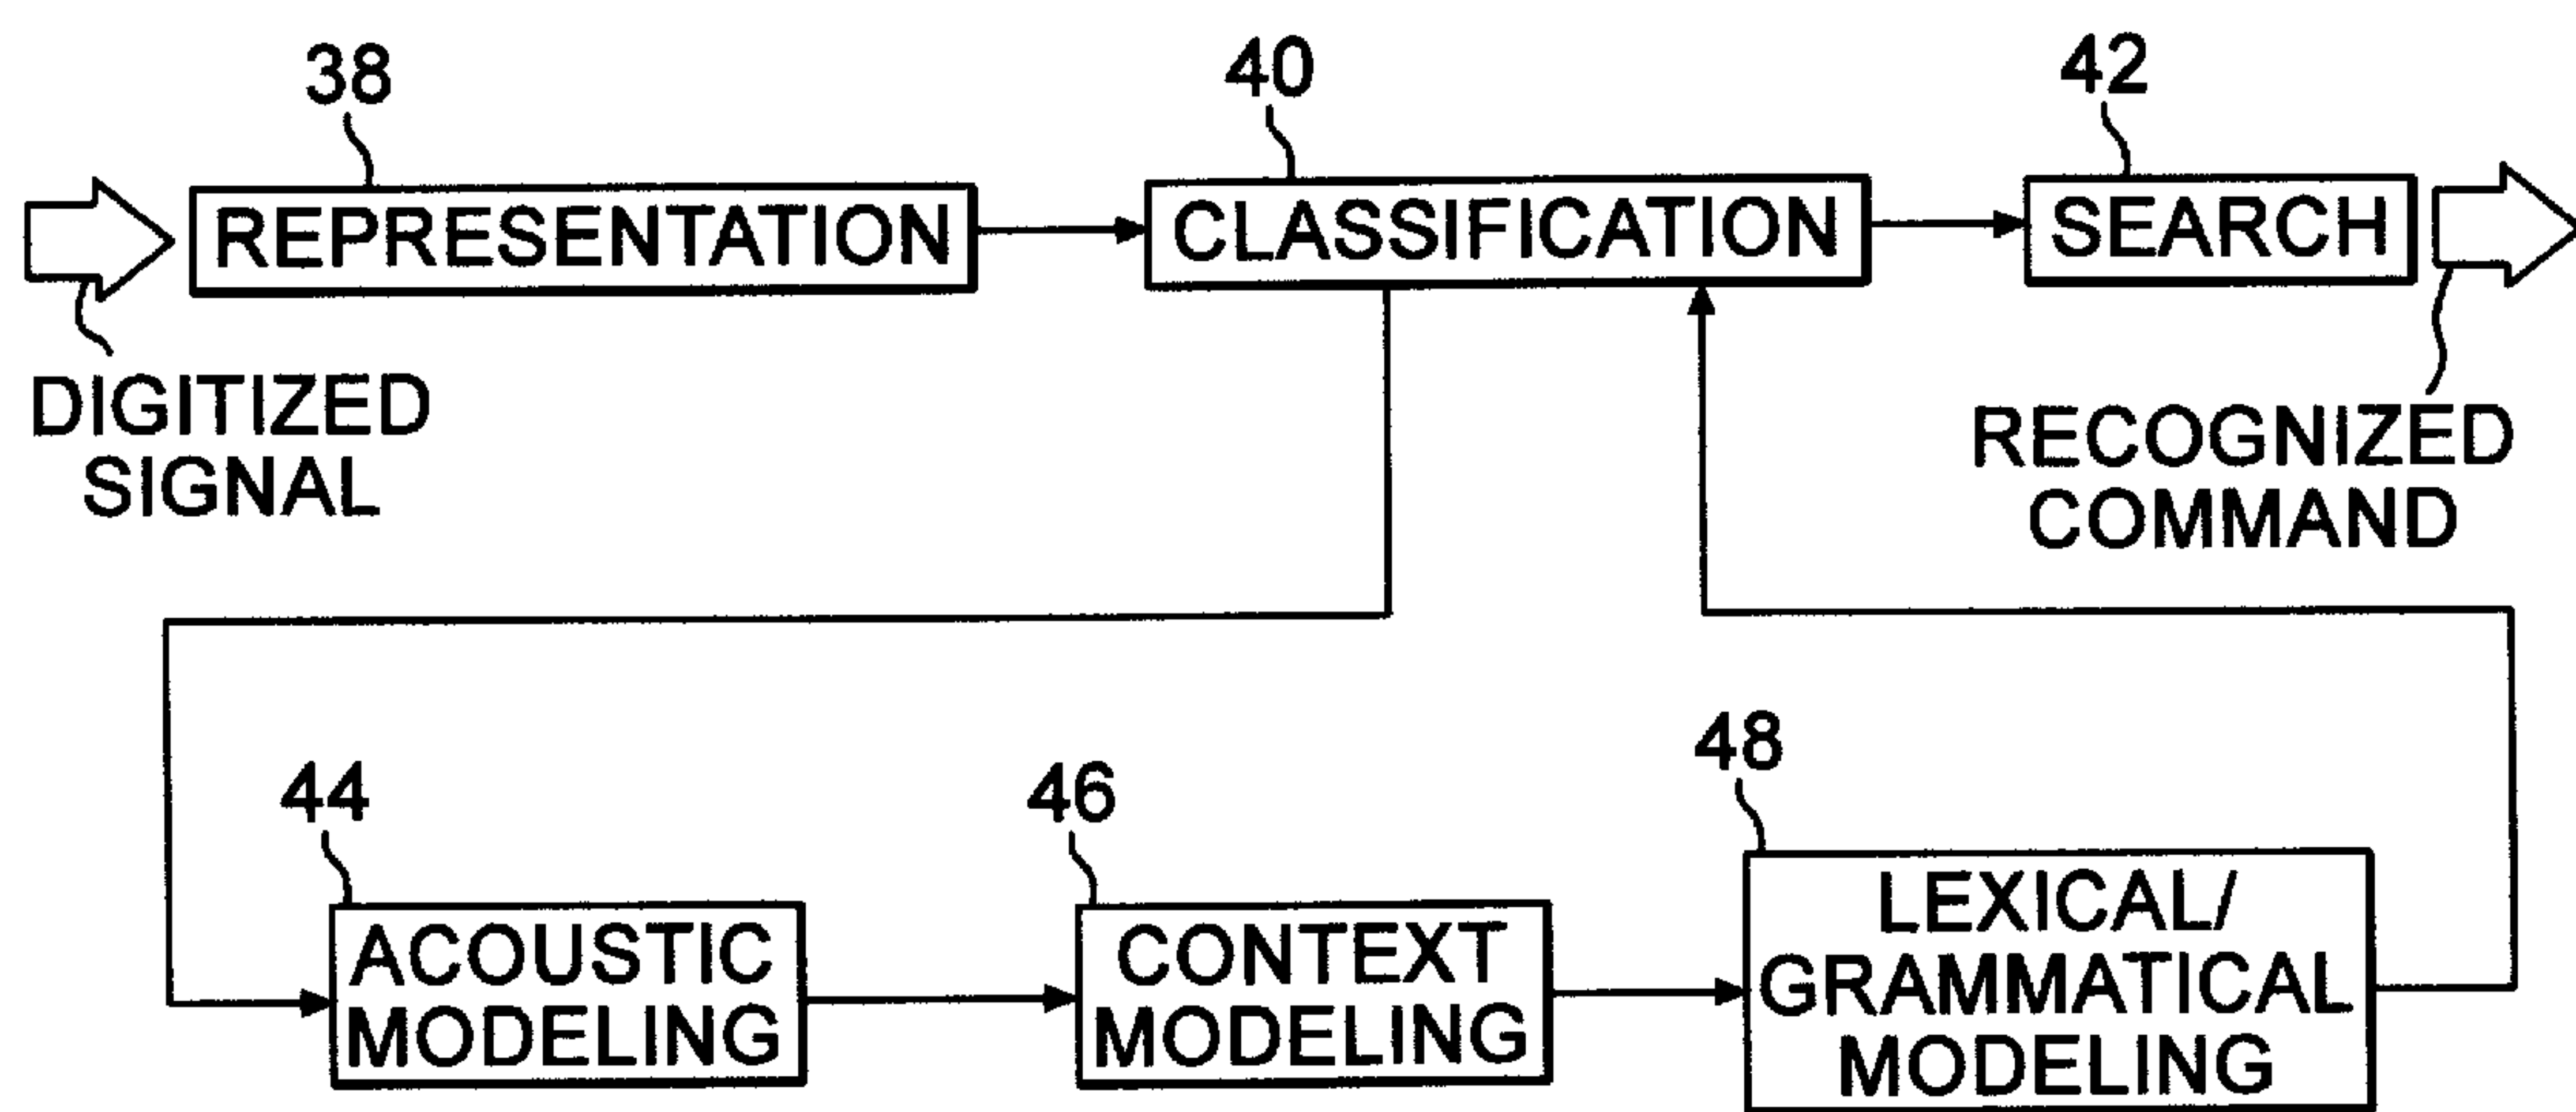 38
40
42
REPRESENTATION
CLASSIFICATION
SEARCH
DIGITIZED
SIGNAL
RECOGNIZED
COMMAND
44
46
48
ACOUSTIC
MODELING
CONTEXT
MODELING
LEXICAL/
GRAMMATICAL
MODELING